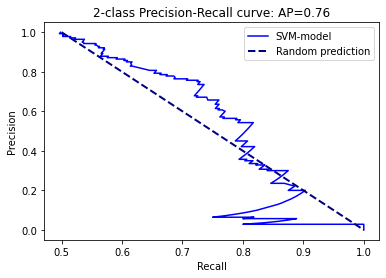 2-class Precision-Recall curve: AP=0.76
SVM-model
Random prediction
Precision
1.0
0.8
0.6
0.4
0.2
0.0
0.5 0.6 0.7 0.8 0.9 1.0
Recall